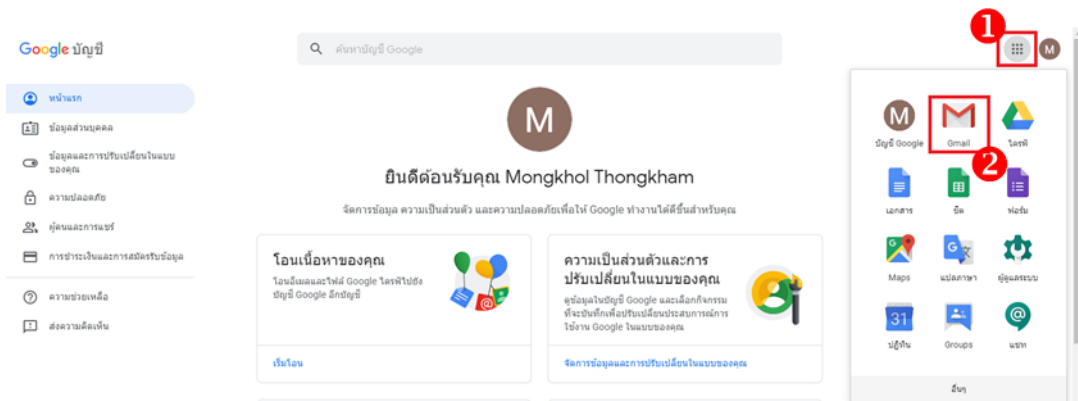 1
Google บัญชี
ค้นหาบัญชี Google
M
หน้าแรก
ข้อมูลส่วนบุคคล
ข้อมูลและการปรับเปลี่ยนในแบบ
ของคุณ
ความปลอดภัย
ผู้คนและการแชร์
การชำระเงินและการสมัครรับข้อมูล
ความช่วยเหลือ
ส่งความคิดเห็น
M
ยินดีต้อนรับคุณ Mongkhol Thongkham
จัดการข้อมูล ความเป็นส่วนตัว และความปลอดภัยเพื่อให้ Google ทำงานได้ดีขึ้นสำหรับคุณ
โอนเนื้อหาของคุณ
โอนอีเมลและไฟล์ Google ไดรฟ์ไปยัง
บัญชี Google อีกบัญชี
เริ่มโอน
ความเป็นส่วนตัวและการ
ปรับเปลี่ยนในแบบของคุณ
ดูข้อมูลในบัญชี Google และเลือกกิจกรรม
ที่จะบันทึกเพื่อปรับเปลี่ยนประสบการณ์การ
ใช้งาน Google ในแบบของคุณ
จัดการข้อมูลและการปรับเปลี่ยนในแบบของคุณ
M
บัญชี Google Gmail ไดรฟ์
2
เอกสาร ชีต ฟอร์ม
Maps แปลภาษา ผู้ดูแลระบบ
31
ปฏิทิน Groups แชท
อื่นๆ